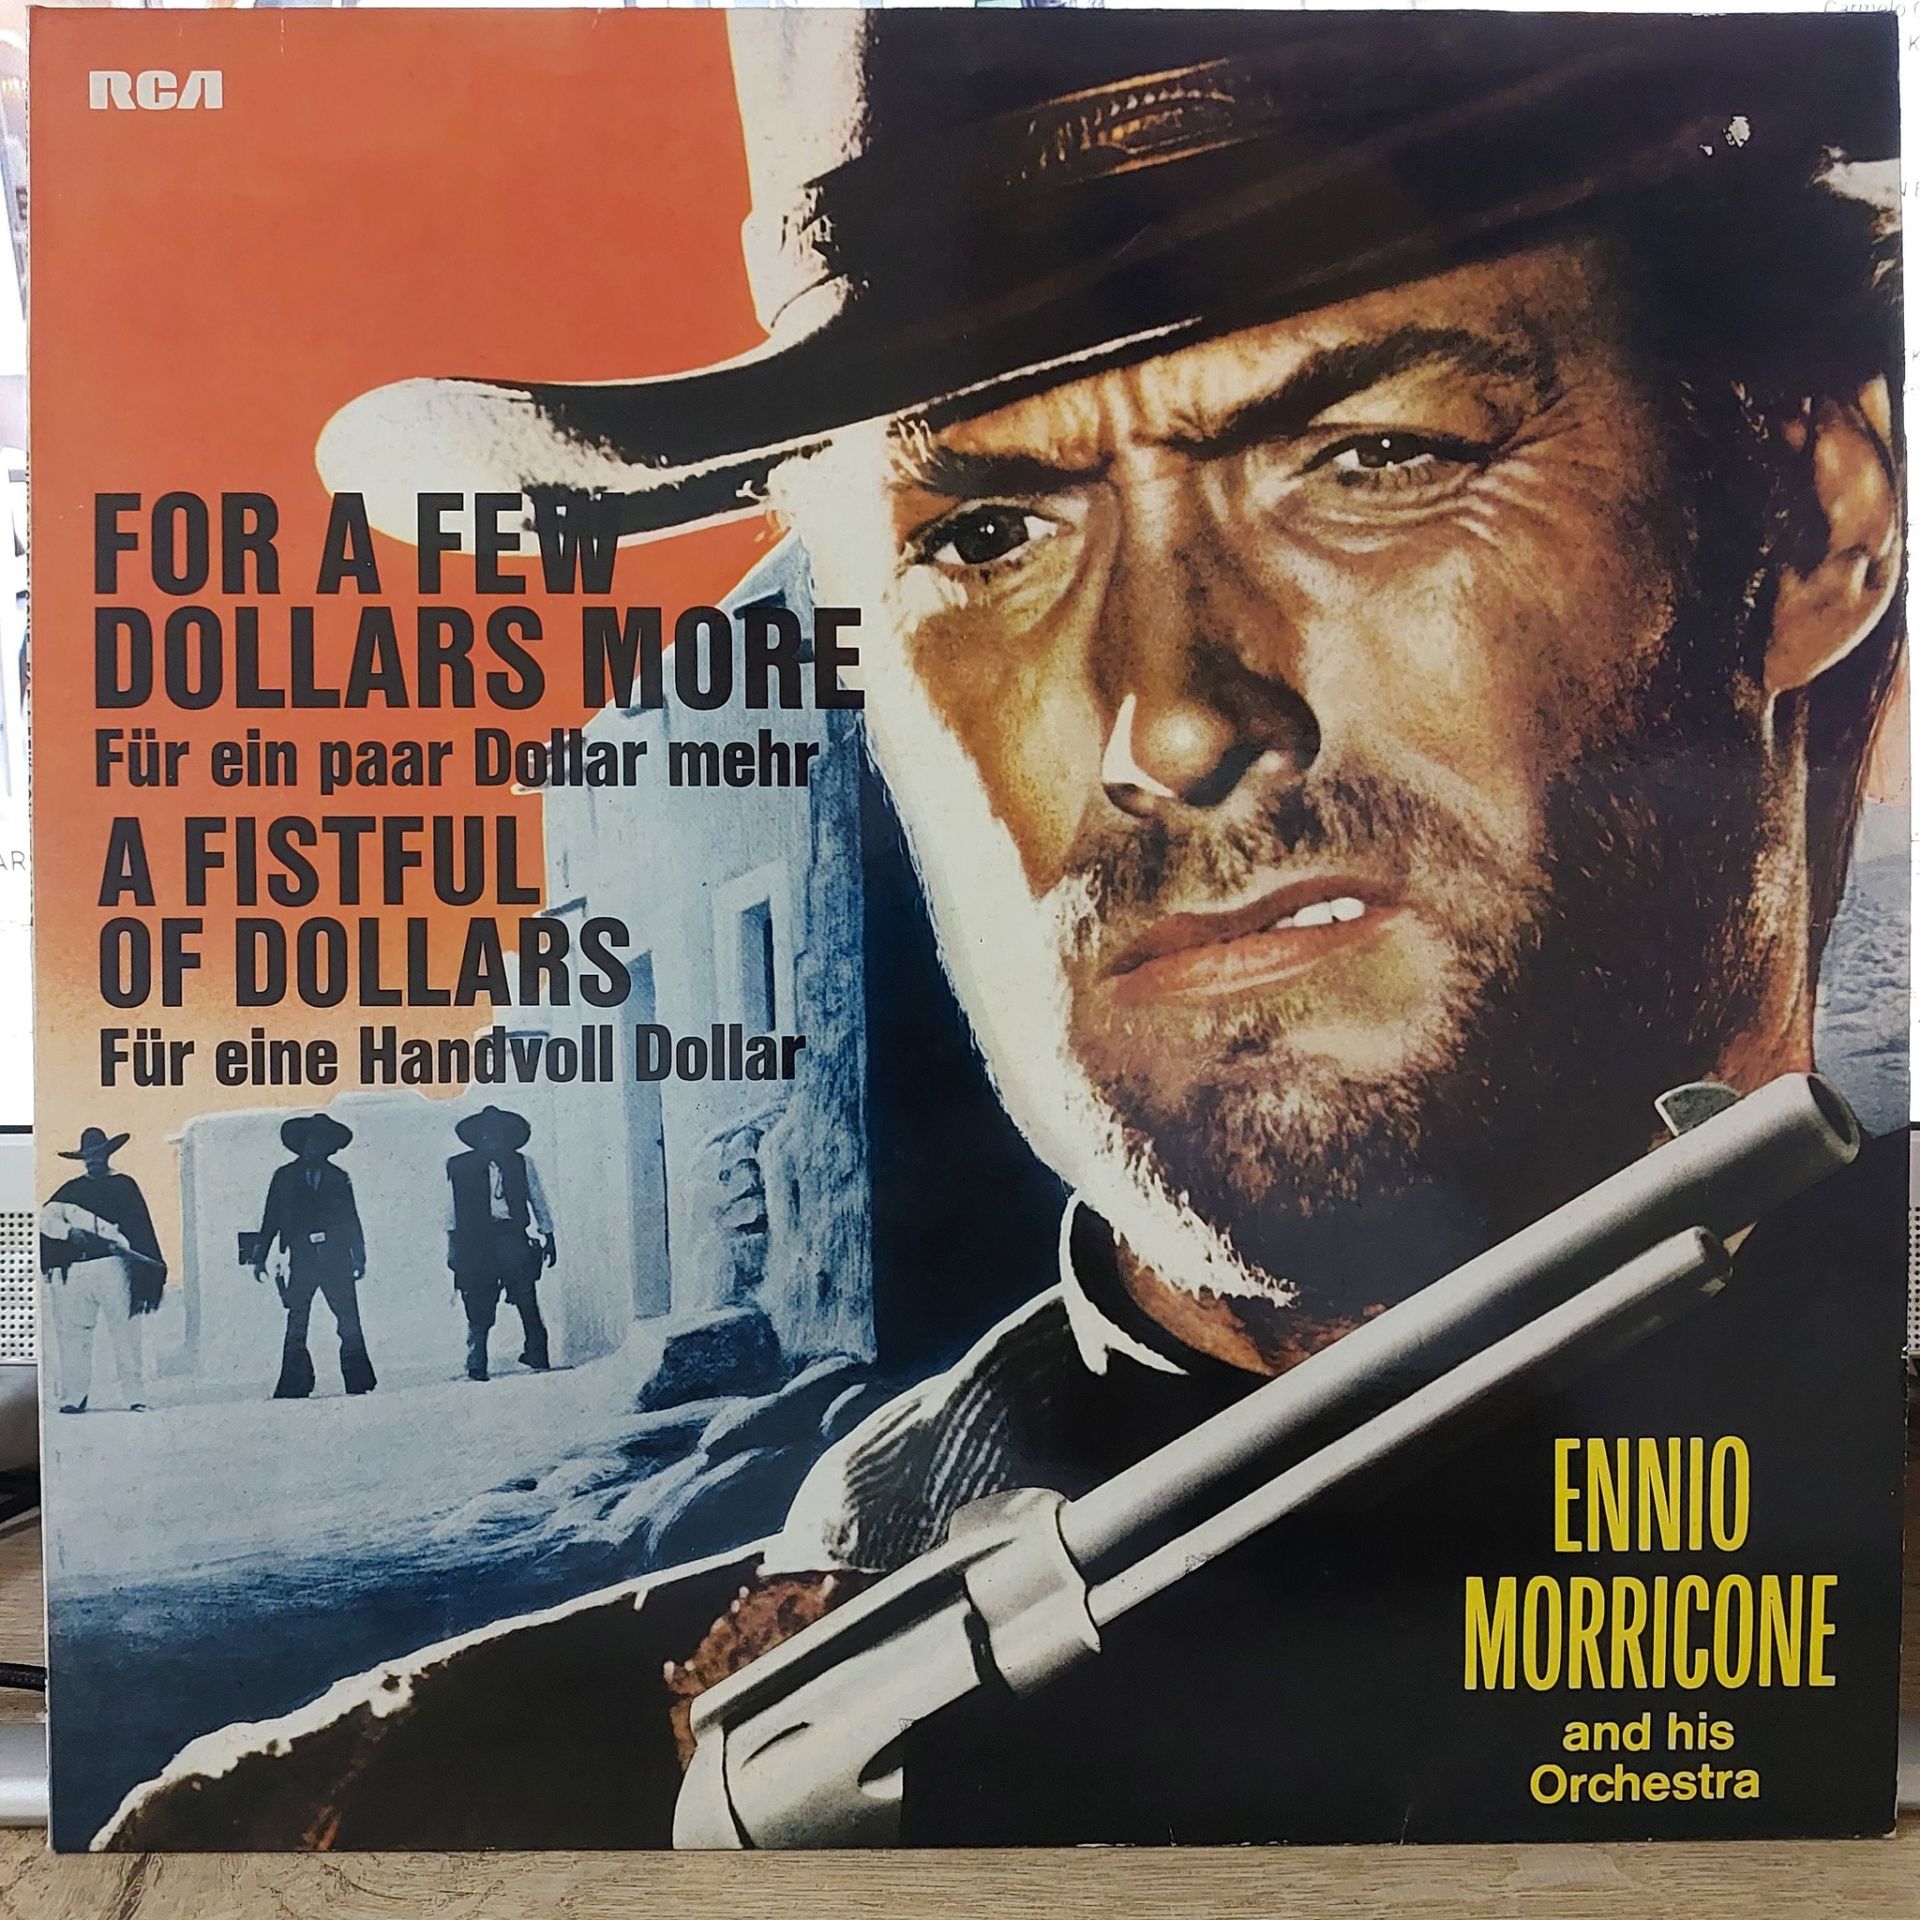 RCA
FOR A FEW
DOLLARS MORE
Für ein paar Dollar mehr
A FISTFUL
OF DOLLARS
Für eine Handvoll Dollar
ENNIO
MORRICONE
and his
Orchestra